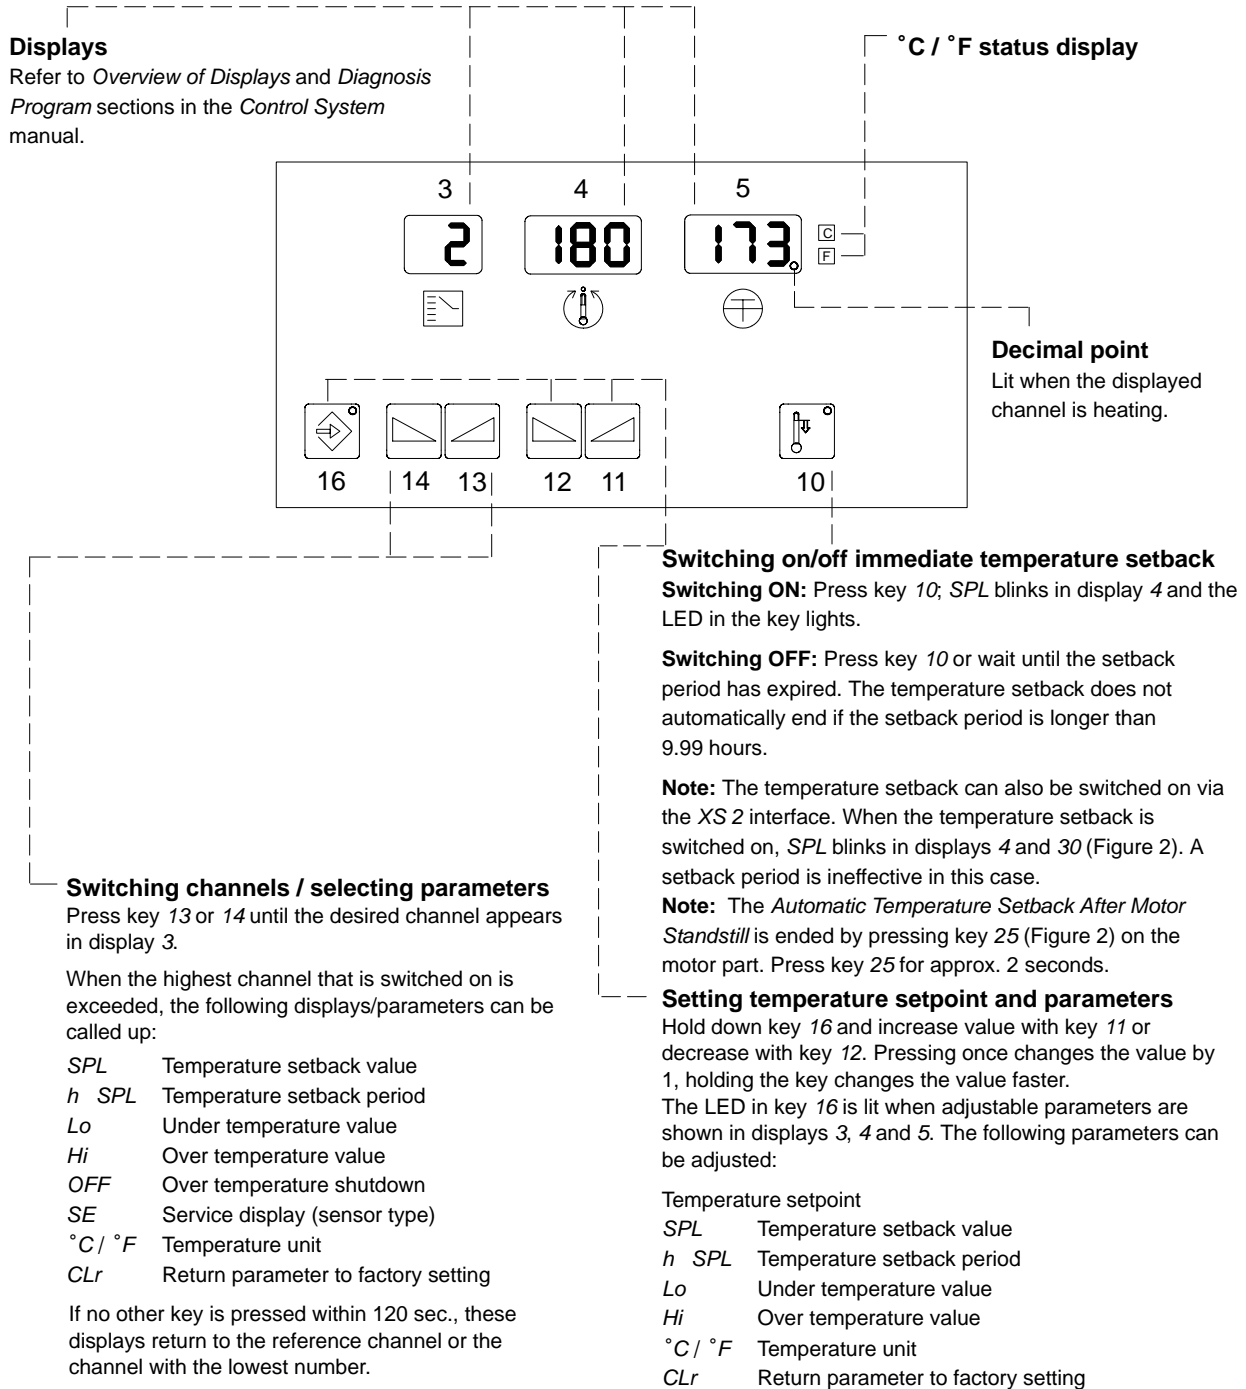 Displays
Refer to Overview of Displays and Diagnosis
Program sections in the Control System
manual.
˚C / ˚F status display
3 4 5
2 180 173.
C
F
Decimal point
Lit when the displayed
channel is heating.
16 14 13 12 11 10
Switching on/off immediate temperature setback
Switching ON: Press key 10; SPL blinks in display 4 and the
LED in the key lights.
Switching OFF: Press key 10 or wait until the setback
period has expired. The temperature setback does not
automatically end if the setback period is longer than
9.99 hours.
Note: The temperature setback can also be switched on via
the XS 2 interface. When the temperature setback is
switched on, SPL blinks in displays 4 and 30 (Figure 2). A
setback period is ineffective in this case.
Note: The Automatic Temperature Setback After Motor
Standstill is ended by pressing key 25 (Figure 2) on the
motor part. Press key 25 for approx. 2 seconds.
Switching channels / selecting parameters
Press key 13 or 14 until the desired channel appears
in display 3.
When the highest channel that is switched on is
exceeded, the following displays/parameters can be
called up:
SPL Temperature setback value
h SPL Temperature setback period
Lo Under temperature value
Hi Over temperature value
OFF Over temperature shutdown
SE Service display (sensor type)
˚C / ˚F Temperature unit
CLr Return parameter to factory setting
If no other key is pressed within 120 sec., these
displays return to the reference channel or the
channel with the lowest number.
Setting temperature setpoint and parameters
Hold down key 16 and increase value with key 11 or
decrease with key 12. Pressing once changes the value by
1, holding the key changes the value faster.
The LED in key 16 is lit when adjustable parameters are
shown in displays 3, 4 and 5. The following parameters can
be adjusted:
Temperature setpoint
SPL Temperature setback value
h SPL Temperature setback period
Lo Under temperature value
Hi Over temperature value
˚C / ˚F Temperature unit
CLr Return parameter to factory setting